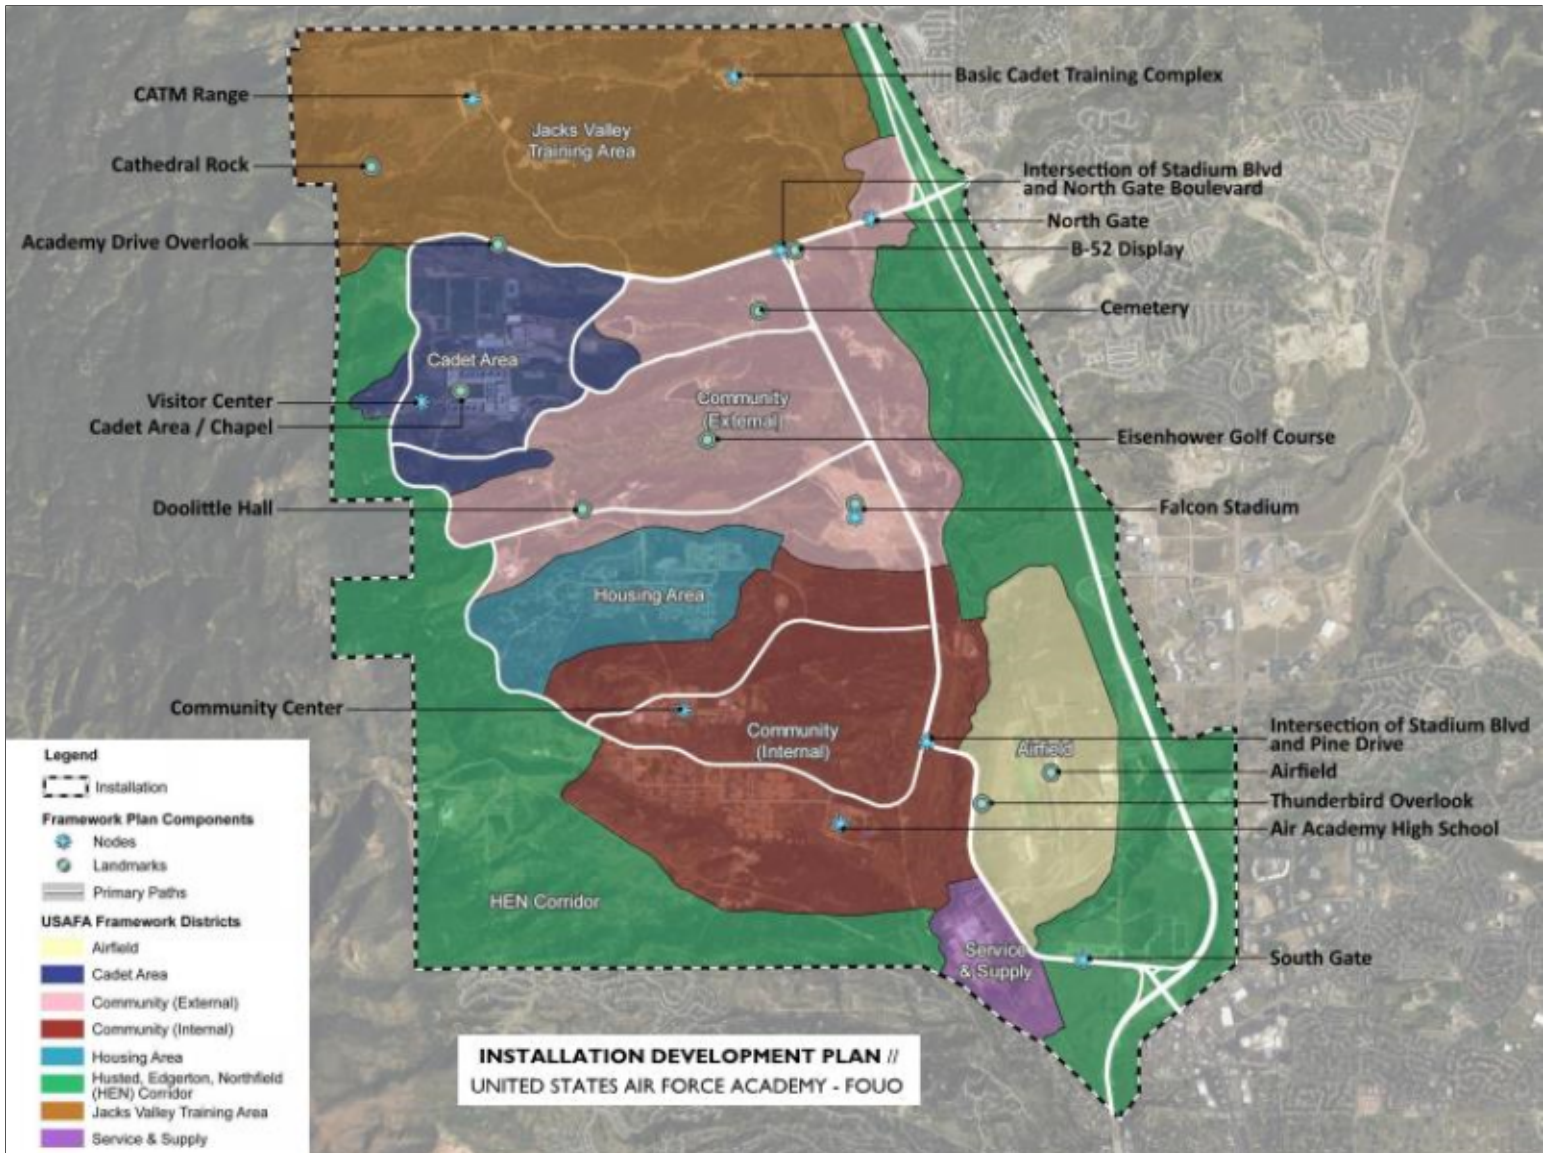 CATM Range
Basic Cadet Training Complex
Jacks Valley
Training Area
Cathedral Rock
Intersection of Stadium Blvd
and North Gate Boulevard
North Gate
Academy Drive Overlook
B-52 Display
Cemetery
Cadet Area
Visitor Center
Community
(External)
Cadet Area / Chapel
Eisenhower Golf Course
Doolittle Hall
Falcon Stadium
Housing Area
Community Center
Community
(Internal)
Intersection of Stadium Blvd
and Pine Drive
Airfield
Airfield
Thunderbird Overlook
Air Academy High School
HEN Corridor
Service
& Supply
South Gate
Legend
Installation
Framework Plan Components
Nodes
Landmarks
Primary Paths
USAFA Framework Districts
Airfield
Cadet Area
Community (External)
Community (Internal)
Housing Area
Husted, Edgerton, Northfield
(HEN) Corridor
Jacks Valley Training Area
Service & Supply
INSTALLATION DEVELOPMENT PLAN //
UNITED STATES AIR FORCE ACADEMY - FOUO